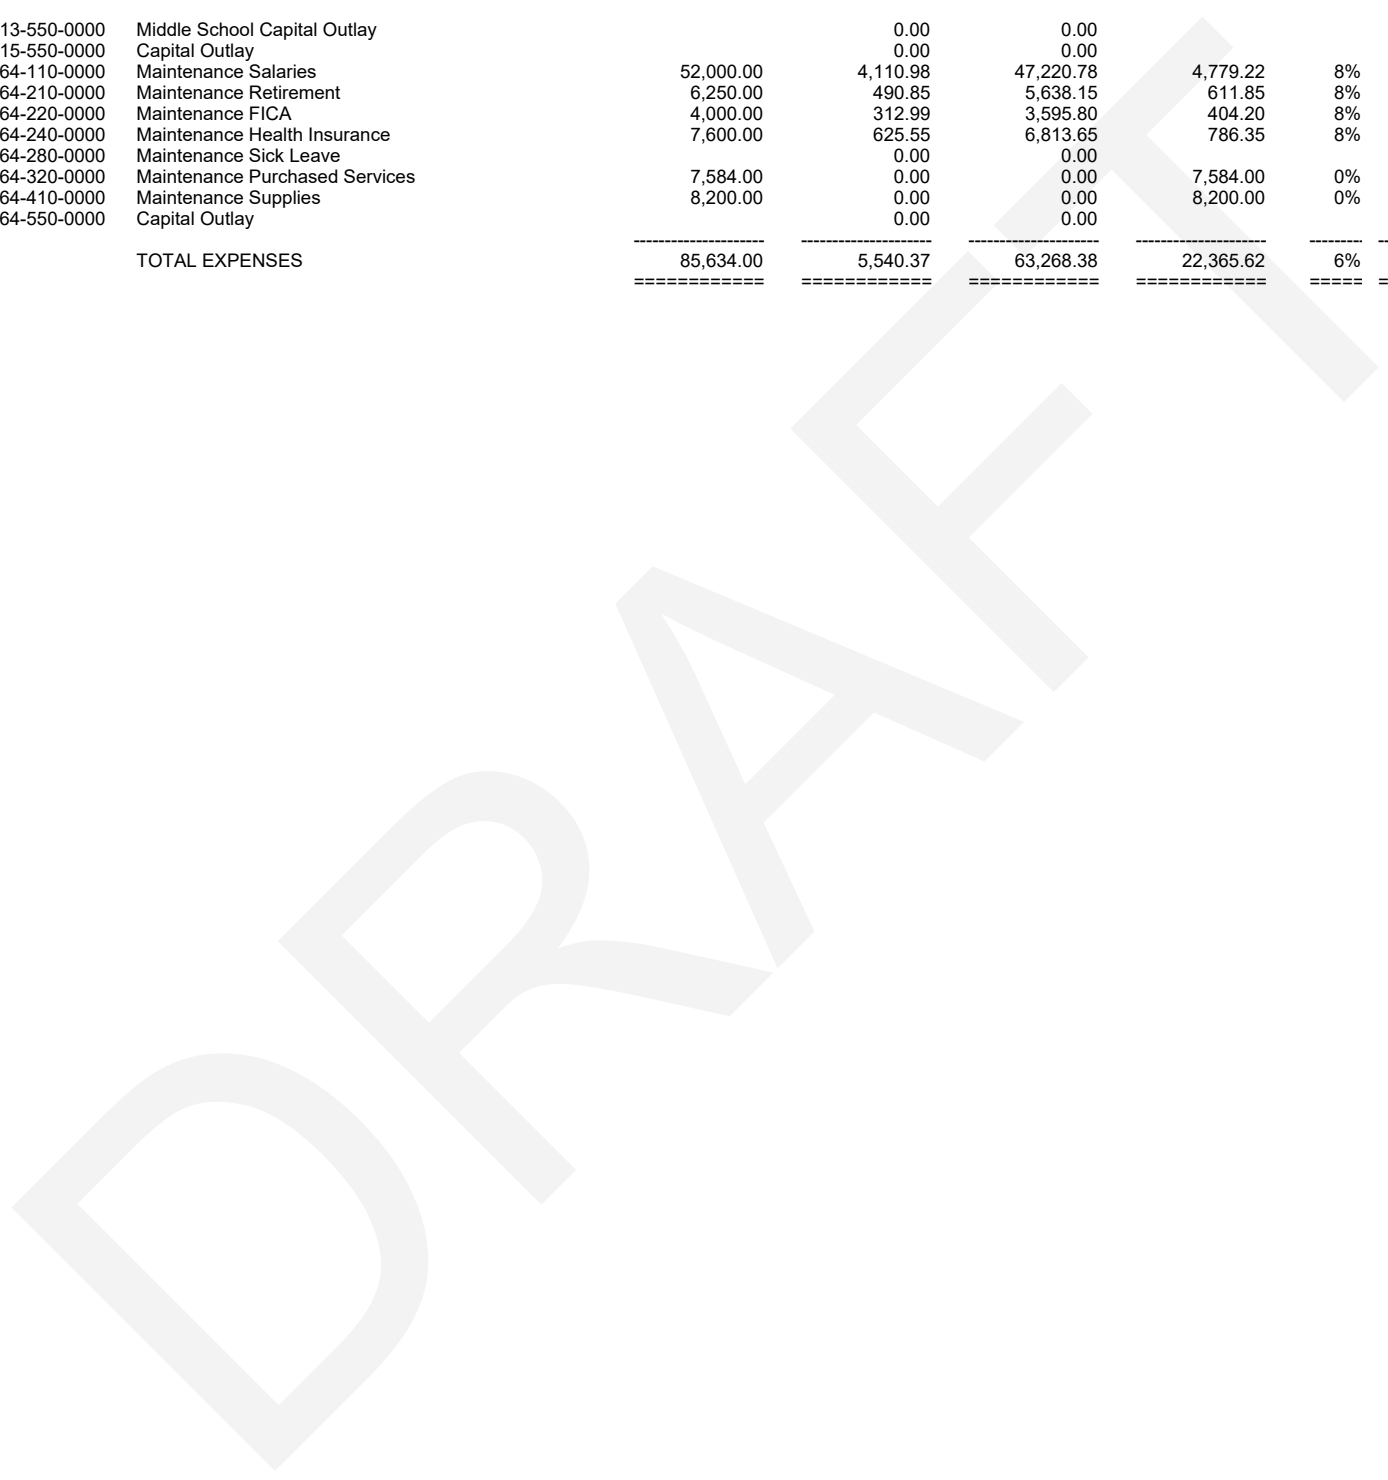 13-550-0000 Middle School Capital Outlay 0.00 0.00
15-550-0000 Capital Outlay 0.00 0.00
64-110-0000 Maintenance Salaries 52,000.00 4,110.98 47,220.78 4,779.22 8%
64-210-0000 Maintenance Retirement 6,250.00 490.85 5,638.15 611.85 8%
64-220-0000 Maintenance FICA 4,000.00 312.99 3,595.80 404.20 8%
64-240-0000 Maintenance Health Insurance 7,600.00 625.55 6,813.65 786.35 8%
64-280-0000 Maintenance Sick Leave 0.00 0.00
64-320-0000 Maintenance Purchased Services 7,584.00 0.00 0.00 7,584.00 0%
64-410-0000 Maintenance Supplies 8,200.00 0.00 0.00 8,200.00 0%
64-550-0000 Capital Outlay 0.00 0.00
--------------------- --------------------- --------------------- --------------------- -------- --
TOTAL EXPENSES 85,634.00 5,540.37 63,268.38 22,365.62 6%
============ ============ ============ ============ ===== =
DRAFT